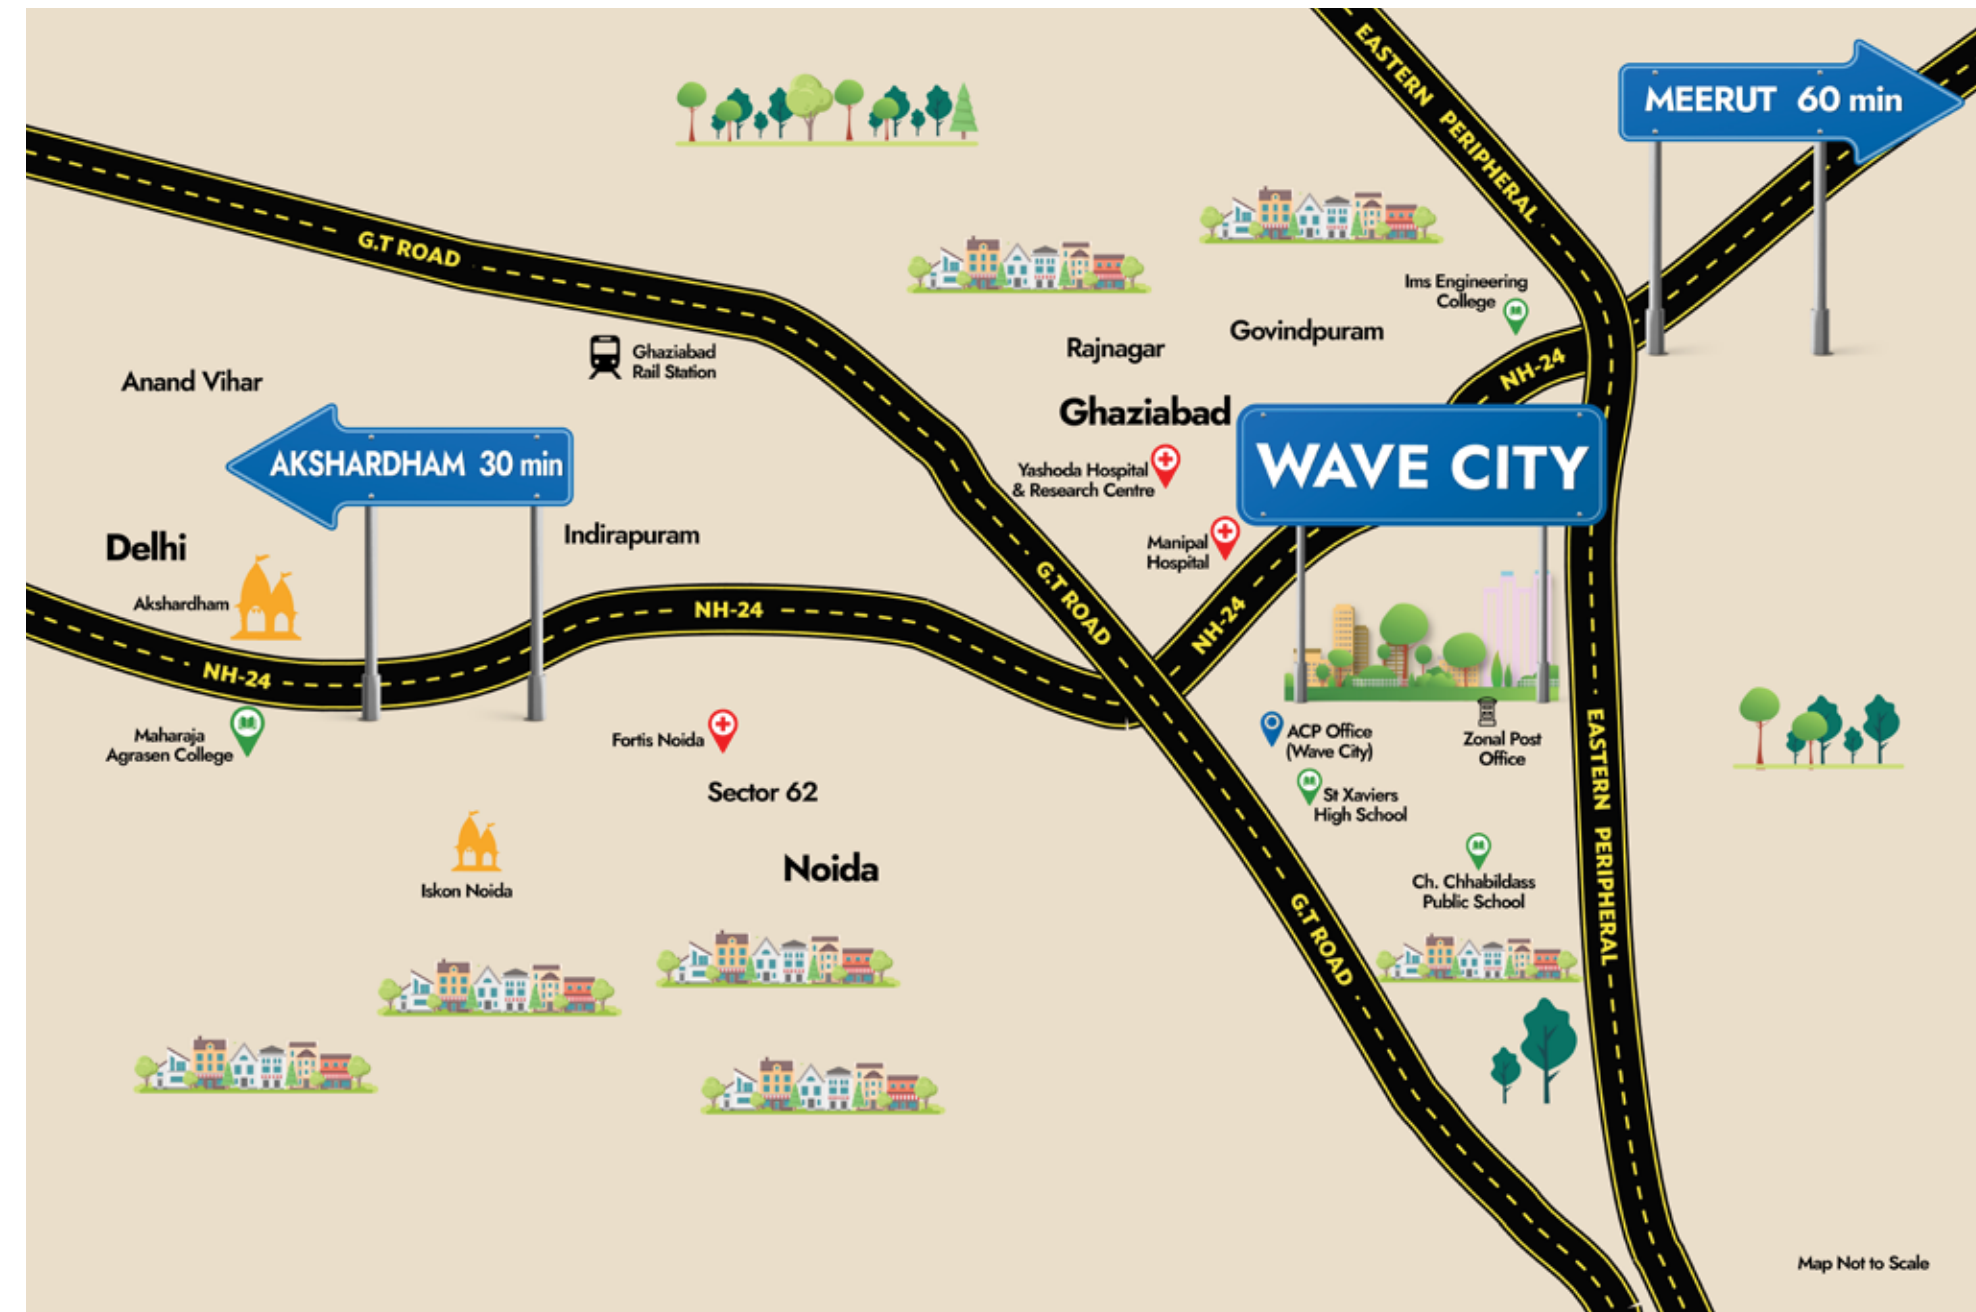 EASTERN PERIPHERAL
MEERUT 60 min
G.T ROAD
Ims Engineering
College
Govindpuram
Rajnagar
NH-24
Ghaziabad
Rail Station
Anand Vihar
Ghaziabad
WAVE CITY
AKSHARDHAM 30 min
Yashoda Hospital
& Research Centre
Indirapuram
Delhi
Manipal
Hospital
Akshardham
G.T ROAD
NH-24
NH-24
NH-24
Maharaja
Agrasen College
Fortis Noida
ACP Office
(Wave City)
Zonal Post
Office
EASTERN PERIPHERAL
Sector 62
St Xaviers
High School
Noida
Iskon Noida
Ch. Chhabildass
Public School
G.T ROAD
Map Not to Scale